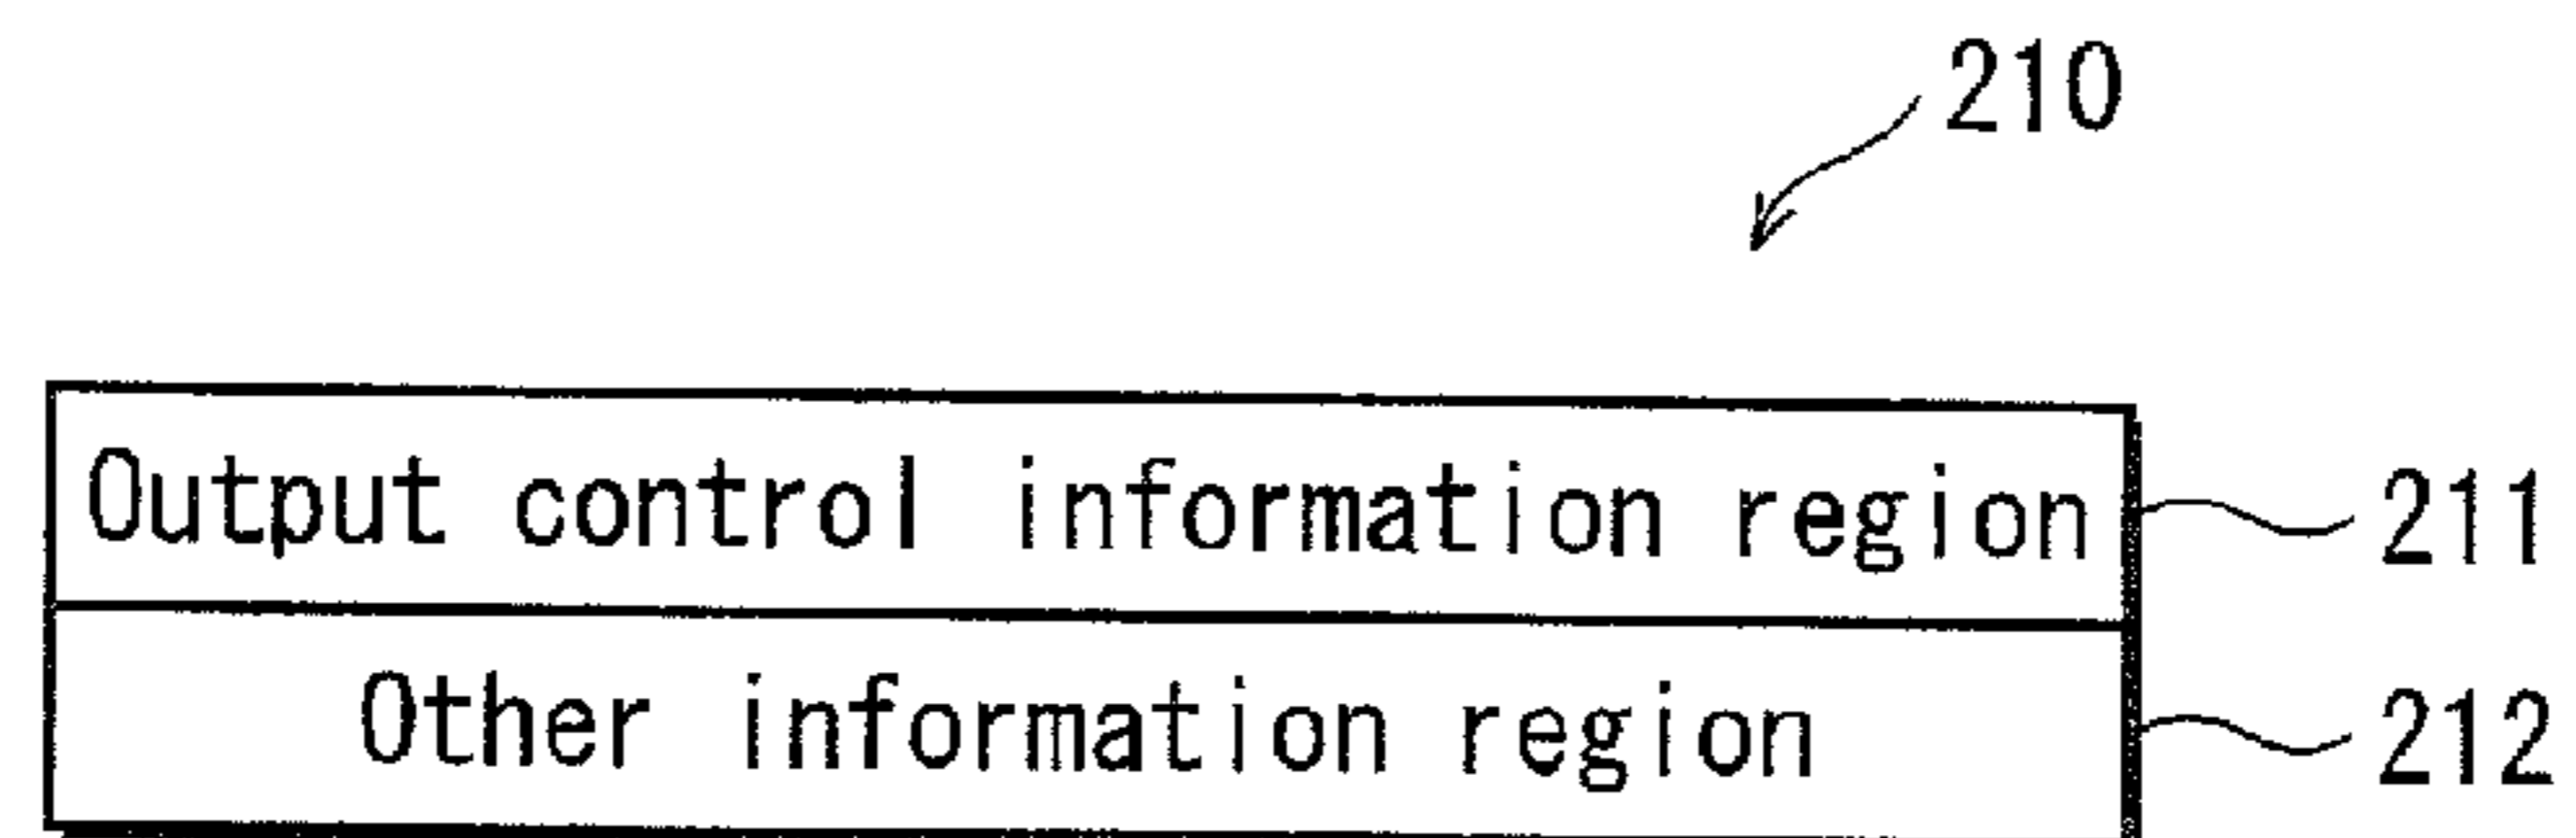 210
Output control information region 211
Other information region 212